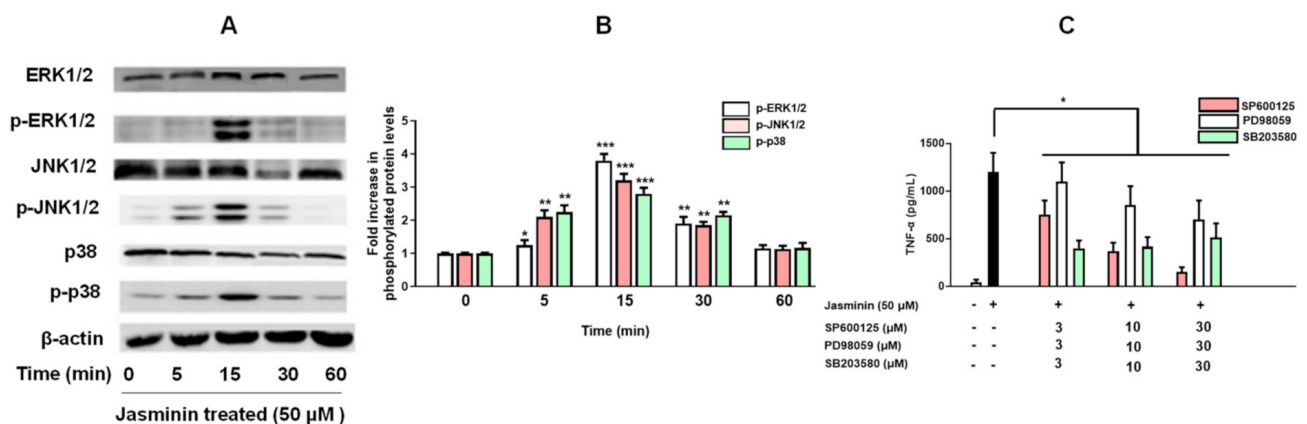 A
ERK1/2
p-ERK1/2
JNK1/2
p-JNK1/2
p38
p-p38
β-actin
Time (min) 0 5 15 30 60
Jasminin treated (50 μM )
B
p-ERK1/2
p-JNK1/2
p-p38
Fold increase in
phosphorylated protein levels
5
4
3
2
1
0
*
**
**
***
***
***
**
**
**
0 5 15 30 60
Time (min)
C
SP600125
PD98059
SB203580
*
TNF-α (pg/mL)
1500
1000
500
0
Jasminin (50 μM) - + + + +
SP600125 (μM) - - 3 10 30
PD98059 (μM) - - 3 10 30
SB203580 (μM) - - 3 10 30